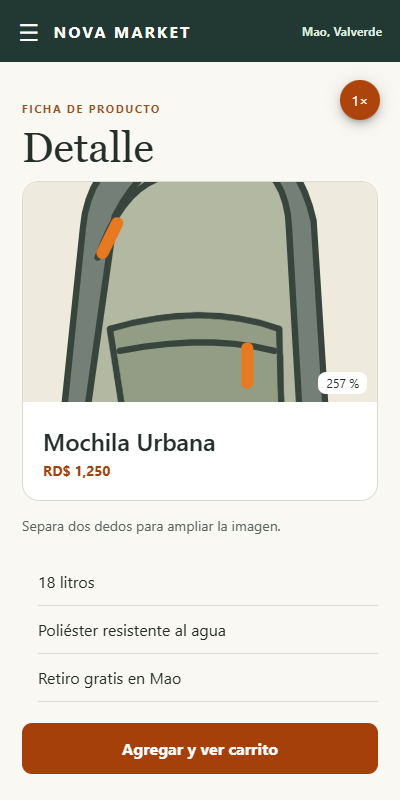 NOVA MARKET
Mao, Valverde
FICHA DE PRODUCTO
1×
Detalle
257 %
Mochila Urbana
RD$ 1,250
Separa dos dedos para ampliar la imagen.
18 litros
Poliéster resistente al agua
Retiro gratis en Mao
Agregar y ver carrito